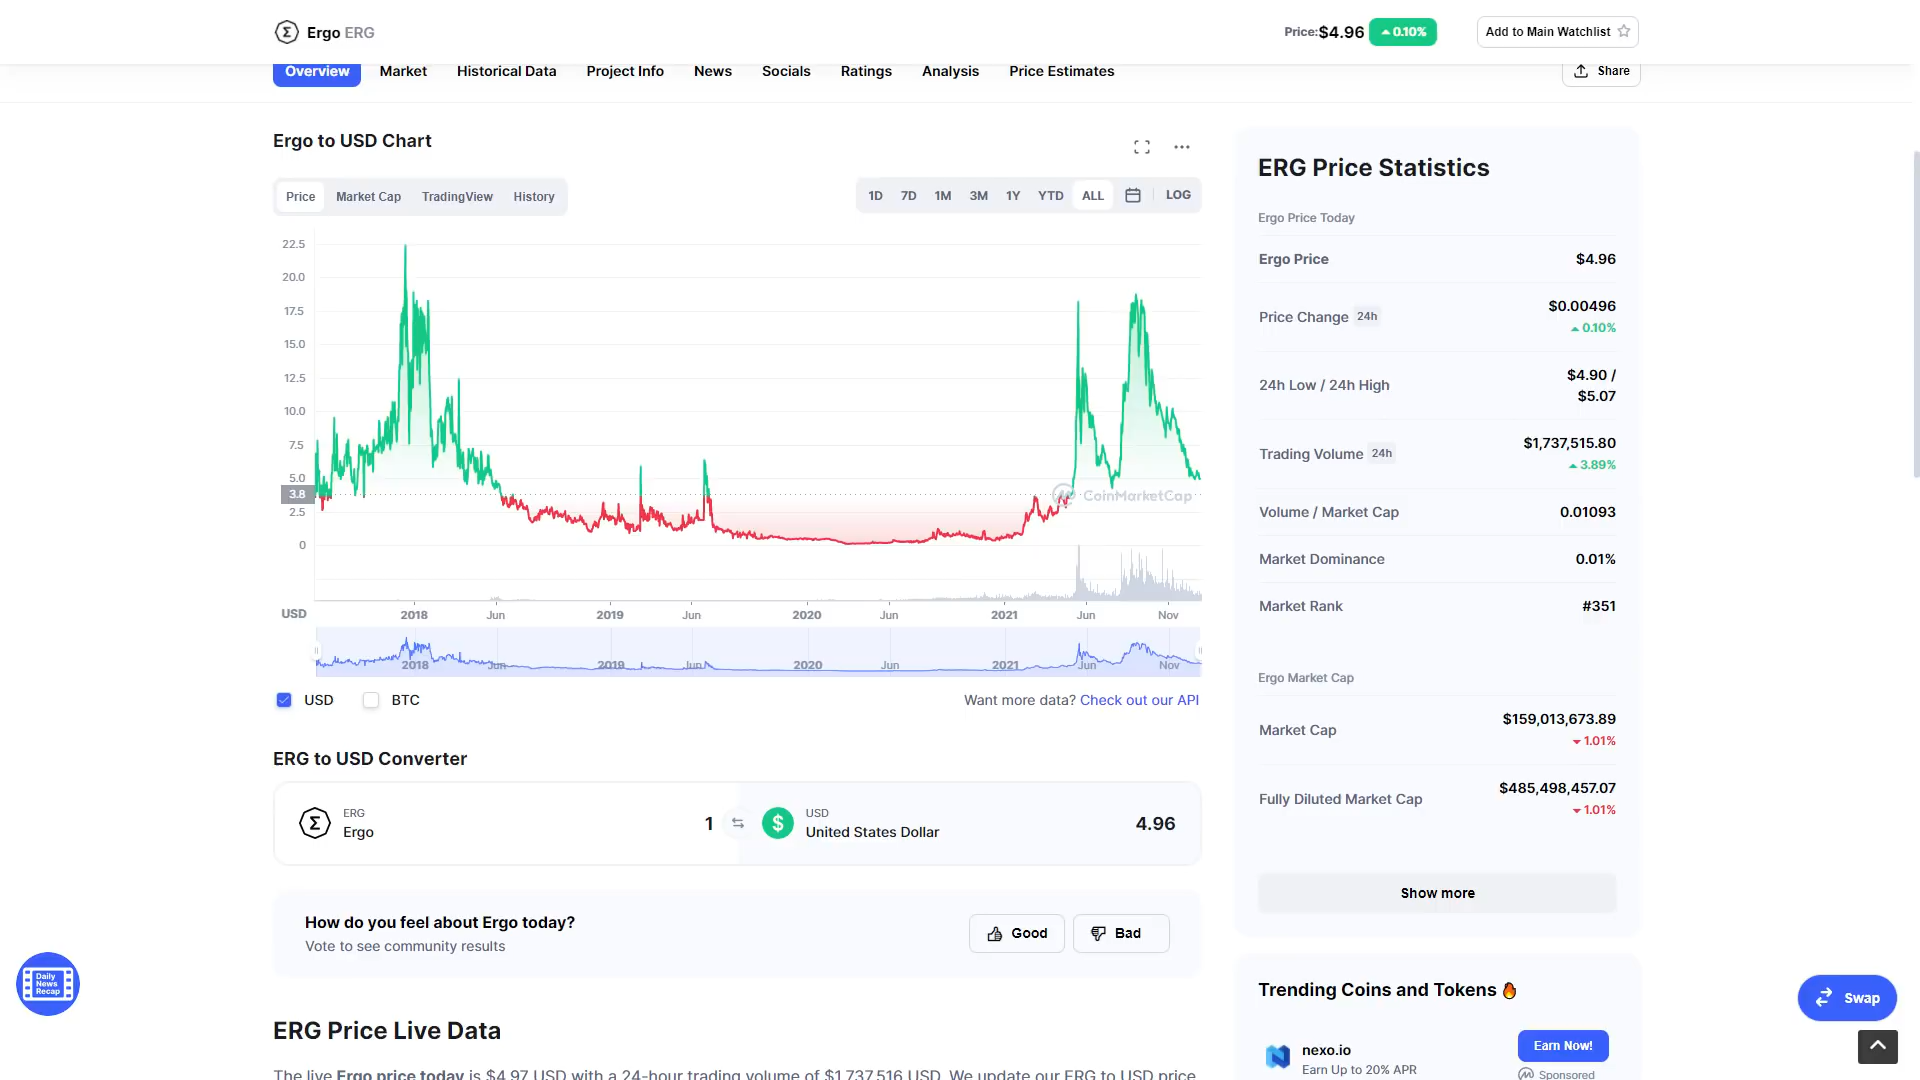 Ergo ERG
Price:$4.96 0.10%
Add to Main Watchlist
Overview
Market
Historical Data
Project Info
News
Socials
Ratings
Analysis
Price Estimates
Share
Ergo to USD Chart
Price
Market Cap
TradingView
History
1D
7D
1M
3M
1Y
YTD
ALL
LOG
22.5
20.0
17.5
15.0
12.5
10.0
7.5
5.0
3.8
2.5
0
CoinMarketCap
USD
2018
Jun
2019
Jun
2020
Jun
2021
Jun
Nov
2018
Jun
2019
Jun
2020
Jun
2021
Jun
Nov
USD
BTC
Want more data? Check out our API
ERG to USD Converter
ERG
Ergo
1
USD
United States Dollar
4.96
How do you feel about Ergo today?
Vote to see community results
Good
Bad
ERG Price Live Data
The live Ergo price today is $4.97 USD with a 24-hour trading volume of $1,737,516 USD. We update our ERG to USD price
ERG Price Statistics
Ergo Price Today
Ergo Price
$4.96
Price Change 24h
$0.00496
0.10%
24h Low / 24h High
$4.90 /
$5.07
Trading Volume 24h
$1,737,515.80
3.89%
Volume / Market Cap
0.01093
Market Dominance
0.01%
Market Rank
#351
Ergo Market Cap
Market Cap
$159,013,673.89
1.01%
Fully Diluted Market Cap
$485,498,457.07
1.01%
Show more
Trending Coins and Tokens
nexo.io
Earn Up to 20% APR
Earn Now!
Sponsored
Daily
News
Recap
Swap